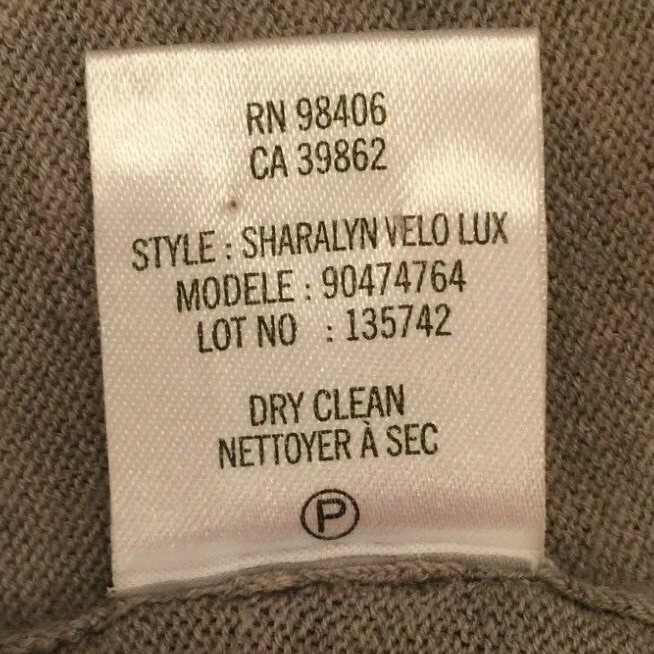 RN 98406
CA 39862
STYLE : SHARALYN VELO LUX
MODELE : 90474764
LOT NO : 135742
DRY CLEAN
NETTOYER À SEC
P